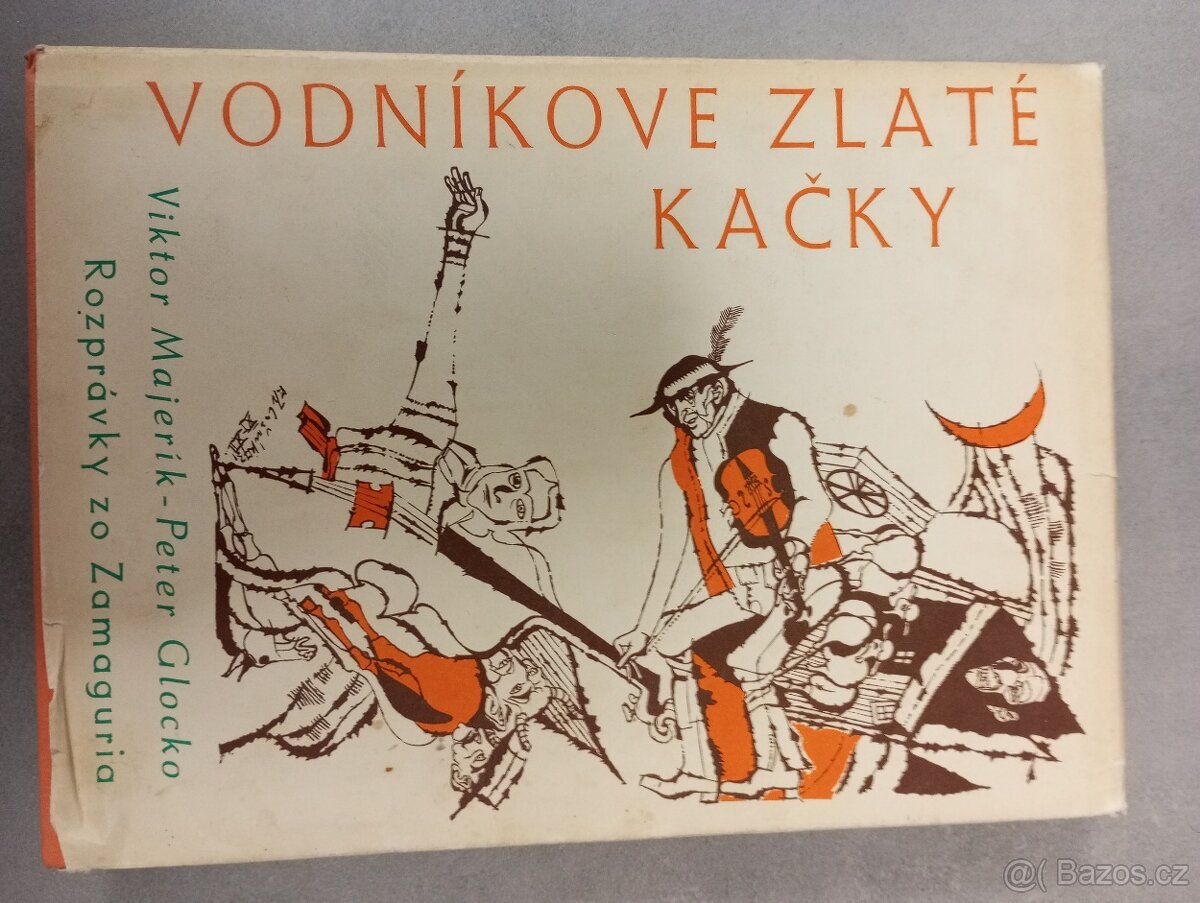 VODNÍKOVE ZLATÉ
KAČKY
Viktor Majerík-Peter Glocko
Rozprávky zo Zamaguria
@( Bazos.cz